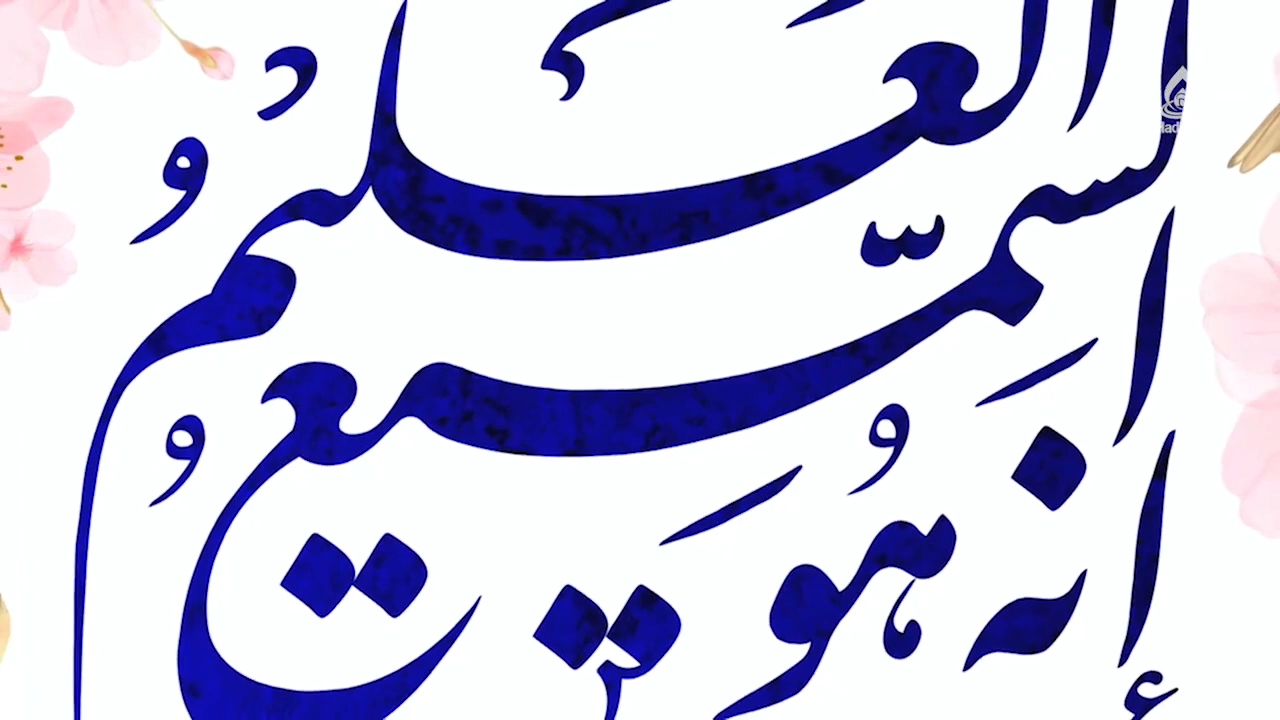 إنه هو
السميع
العليم